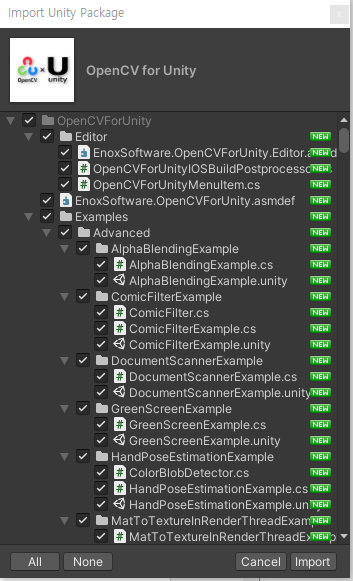 Import Unity Package
OpenCV
unity
OpenCV for Unity
OpenCVForUnity
Editor NEW
EnoxSoftware.OpenCVForUnity.Editor.a NEW
OpenCVForUnityIOSBuildPostprocesso NEW
OpenCVForUnityMenuItem.cs NEW
EnoxSoftware.OpenCVForUnity.asmdef NEW
Examples NEW
Advanced NEW
AlphaBlendingExample NEW
AlphaBlendingExample.cs NEW
AlphaBlendingExample.unity NEW
ComicFilterExample NEW
ComicFilter.cs NEW
ComicFilterExample.cs NEW
ComicFilterExample.unity NEW
DocumentScannerExample NEW
DocumentScannerExample.cs NEW
DocumentScannerExample.unity NEW
GreenScreenExample NEW
GreenScreenExample.cs NEW
GreenScreenExample.unity NEW
HandPoseEstimationExample NEW
ColorBlobDetector.cs NEW
HandPoseEstimationExample.cs NEW
HandPoseEstimationExample.unity NEW
MatToTextureInRenderThreadExamp NEW
MatToTextureInRenderThreadExamp NEW
All None Cancel Import